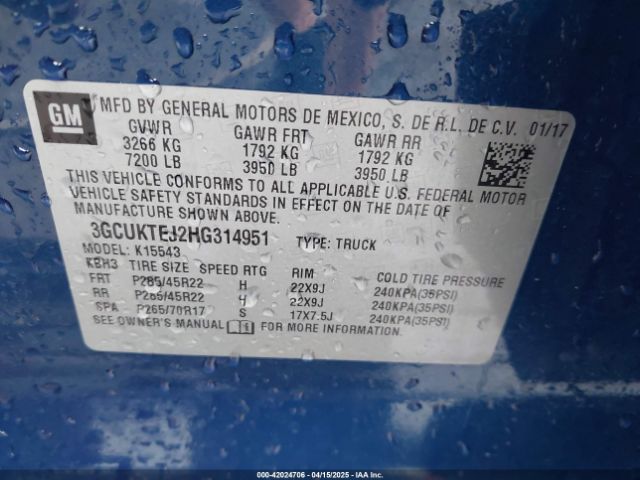 GM
MFD BY GENERAL MOTORS DE MEXICO, S. DE R.L. DE C.V. 01/17
GVWR GAWR FRT GAWR RR
3266 KG 1792 KG 1792 KG
7200 LB 3950 LB 3950 LB
THIS VEHICLE CONFORMS TO ALL APPLICABLE U.S. FEDERAL MOTOR
VEHICLE SAFETY STANDARDS IN EFFECT ON THE DATE OF
MANUFACTURE SHOWN ABOVE.
3GCUKTEJ2HG314951 TYPE: TRUCK
MODEL: K15543
TIRE SIZE SPEED RTG RIM COLD TIRE PRESSURE
FRT P285/45R22 H 22X9J 240KPA(35PSI)
RR P285/45R22 H 22X9J 240KPA(35PSI)
SPA P265/70R17 S 17X7.5J 240KPA(35PSI)
SEE OWNER'S MANUAL FOR MORE INFORMATION.
000-42024706 - 04/15/2025 - IAAI.COM